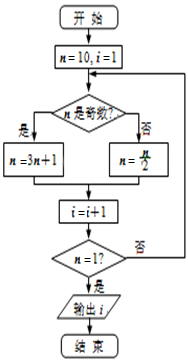 开始
n=10,i=1
n是奇数?
是
否
n=3n+1
n=n/2
i=i+1
n=1?
否
是
输出i
结束